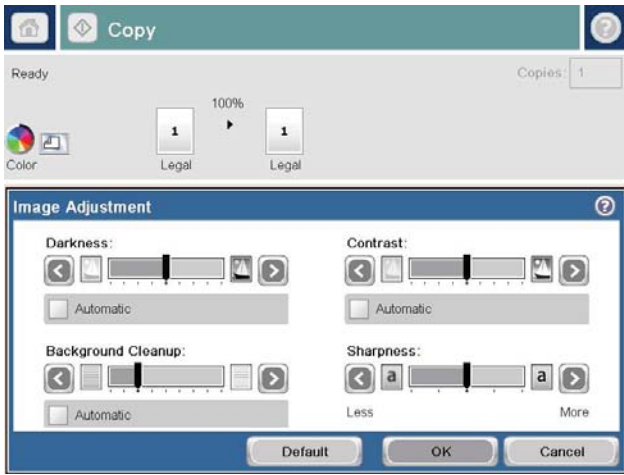 Copy
?
Ready
Copies: 1
100%
1
1
Color
Legal
Legal
Image Adjustment
?
Darkness:
Contrast:
Automatic
Automatic
Background Cleanup:
Sharpness:
a
a
Automatic
Less
More
Default
OK
Cancel